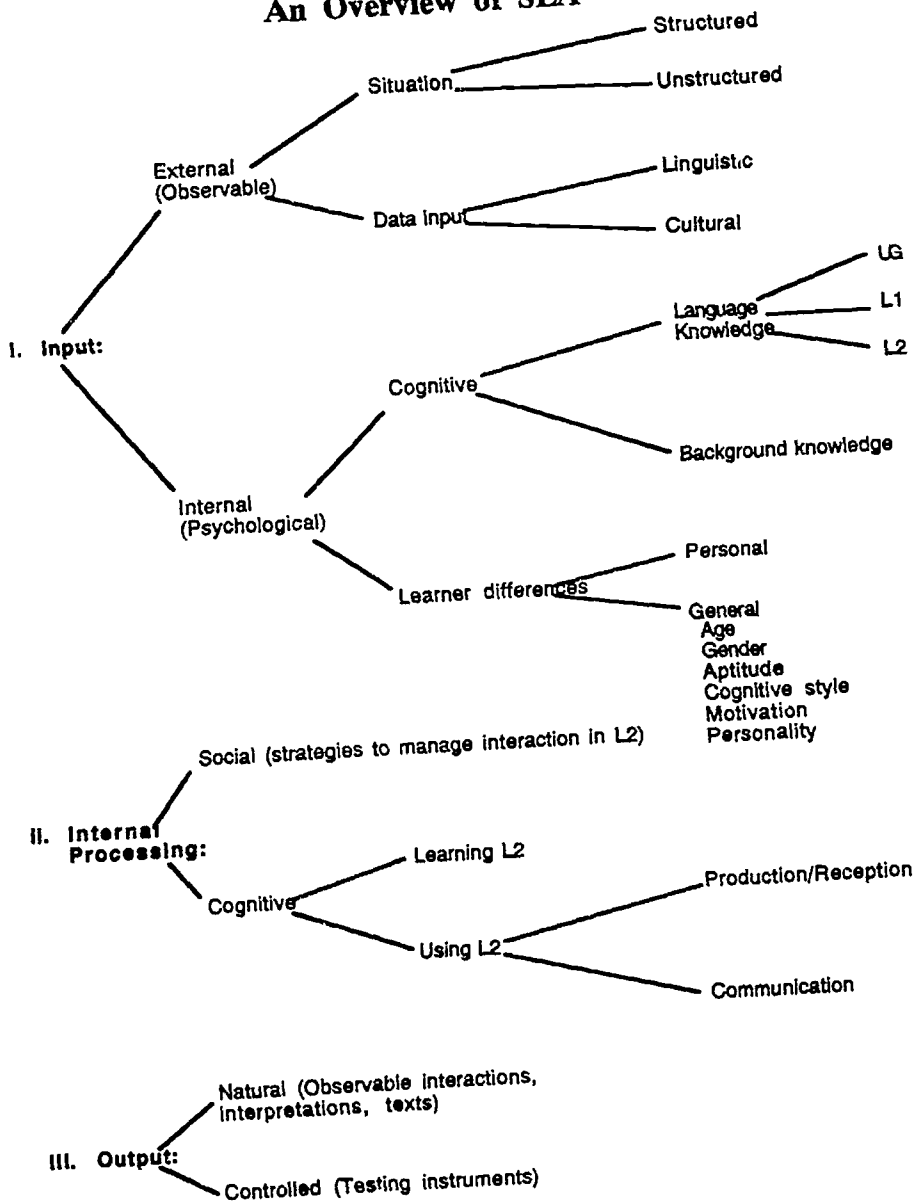 An Overview of SLA
Structured
Situation
Unstructured
External
(Observable)
Linguistic
Data input
Cultural
UG
Language
Knowledge
L1
L2
I. Input:
Cognitive
Background knowledge
Internal
(Psychological)
Personal
Learner differences
General
Age
Gender
Aptitude
Cognitive style
Motivation
Personality
Social (strategies to manage interaction in L2)
II. Internal
Processing:
Learning L2
Cognitive
Production/Reception
Using L2
Communication
Natural (Observable interactions,
interpretations, texts)
III. Output:
Controlled (Testing instruments)